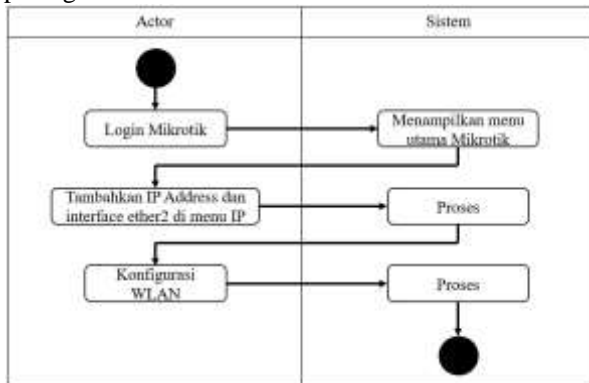 Actor
Sistem
Login Mikrotik
Menampilkan menu
utama Mikrotik
Tambahkan IP Address dan
interface ether2 di menu IP
Proses
Konfigurasi
WLAN
Proses